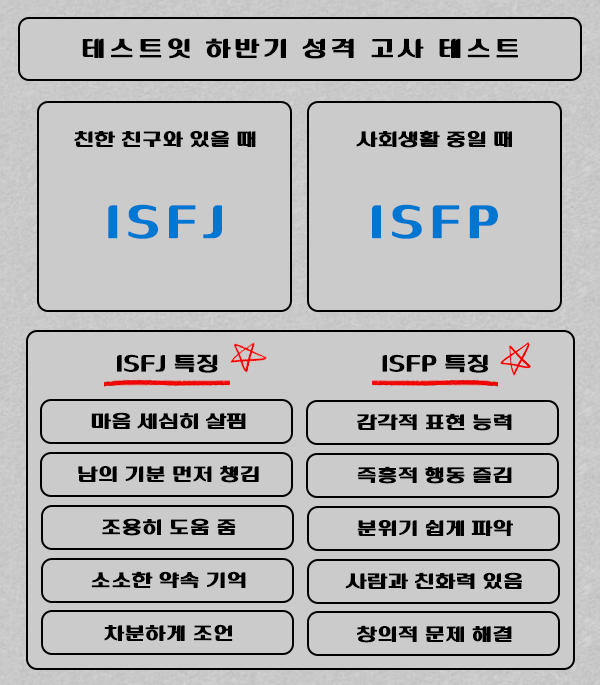 테스트잇 하반기 성격 고사 테스트
친한 친구와 있을 때
ISFJ
사회생활 중일 때
ISFP
ISFJ 특징
마음 세심히 살핌
남의 기분 먼저 챙김
조용히 도움 줌
소소한 약속 기억
차분하게 조언
ISFP 특징
감각적 표현 능력
즉흥적 행동 즐김
분위기 쉽게 파악
사람과 친화력 있음
창의적 문제 해결